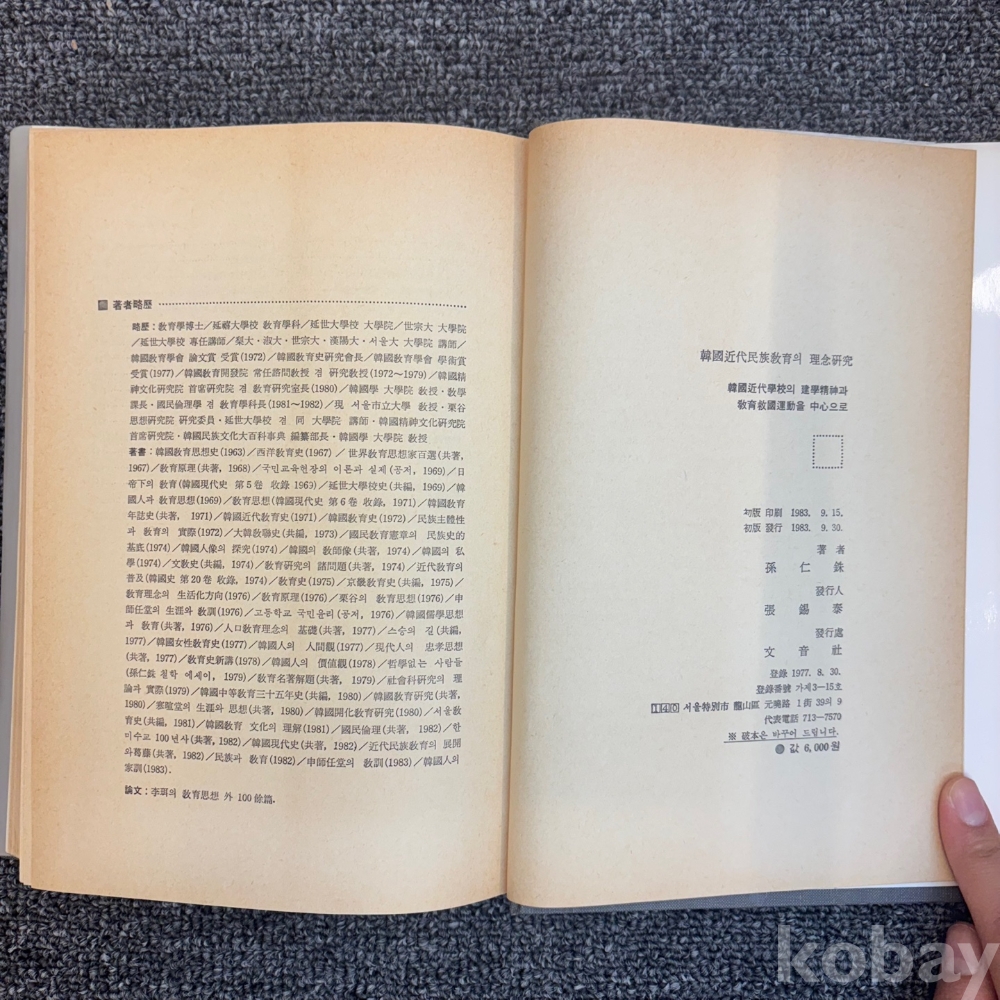 著者略歷
略歷：敎育學博士／延禧大學校 敎育學科／延世大學校 大學院／世宗大 大學院
／延世大學校 專任講師／梨大・淑大・世宗大・漢陽大・서울大 大學院 講師／
韓國敎育學會 論文賞 受賞(1972)／韓國敎育史硏究會長／韓國敎育學會 學術賞
受賞(1977)／韓國敎育開發院 常任諮問敎授 겸 硏究敎授(1972～1979)／韓國精
神文化硏究院 首席硏究院 겸 敎育硏究室長(1980)／韓國學 大學院 敎授・敎學
課長・國民倫理學 겸 敎育學科長(1981～1982)／現 서울市立大學 敎授・栗谷
思想硏究院 硏究委員・延世大學校 겸 同 大學院 講師・韓國精神文化硏究院
首席硏究院・韓國民族文化大百科事典 編纂部長・韓國學 大學院 敎授
著書：韓國敎育思想史(1963)／西洋敎育史(1967)／世界敎育思想家百選(共著,
1967)／敎育原理(共著, 1968)／국민교육헌장의 이론과 실제(공저, 1969)／日
帝下의 敎育(韓國現代史 第5卷 收錄 1969)／延世大學校史(共編, 1969)／韓
國人과 敎育思想(1969)／敎育思想(韓國現代史 第6卷 收錄, 1971)／韓國敎育
年誌史(共著, 1971)／韓國近代敎育史(1971)／韓國敎育史(1972)／民族主體性
과 敎育의 實際(1972)／大韓敎聯史(共編, 1973)／國民敎育憲章의 民族史的
基底(1974)／韓國人像의 探究(1974)／韓國의 敎師像(共著, 1974)／韓國의 私
學(1974)／文敎史(共編, 1974)／敎育硏究의 諸問題(共著, 1974)／近代敎育의
普及(韓國史 第20卷 收錄, 1974)／敎育史(1975)／京畿敎育史(共編, 1975)／
敎育理念의 生活化方向(1976)／敎育原理(1976)／栗谷의 敎育思想(1976)／申
師任堂의 生涯와 敎訓(1976)／고등학교 국민윤리(공저, 1976)／韓國儒學思想
과 敎育(共著, 1976)／人口敎育理念의 基礎(共著, 1977)／스승의 길(共編,
1977)／韓國女性敎育史(1977)／韓國人의 人間觀(1977)／現代人의 忠孝思想
(共著, 1977)／敎育史新講(1978)／韓國人의 價値觀(1978)／哲學없는 사람들
(孫仁銖 철학 에세이, 1979)／敎育名著解題(共著, 1979)／社會科硏究의 理
論과 實際(1979)／韓國中等敎育三十五年史(共編, 1980)／韓國敎育硏究(共著,
1980)／鞏暄堂의 生涯와 思想(共著, 1980)／韓國開化敎育硏究(1980)／서울敎
育史(共編, 1981)／韓國敎育 文化의 理解(1981)／國民倫理(共著, 1982)／한
미수교 100년사(共著, 1982)／韓國現代史(共著, 1982)／近代民族敎育의 展開
와葛藤(共著, 1982)／民族과 敎育(1982)／申師任堂의 敎訓(1983)／韓國人의
家訓(1983).
論文：李珥의 敎育思想 外 100餘篇.
韓國近代民族敎育의 理念硏究
韓國近代學校의 建學精神과
敎育救國運動을 中心으로
初版 印刷 1983. 9.15.
初版 發行 1983. 9.30.
著 者
孫 仁 銖
發行人
張 錫 泰
發行處
文 音 社
登錄 1977. 8.30.
登錄番號 가제3—15호
140 서울特別市 龍山區 元曉路 1街 39의 9
代表電話 713—7570
※ 破本은 바꾸어 드립니다.
값 6,000원
kobay